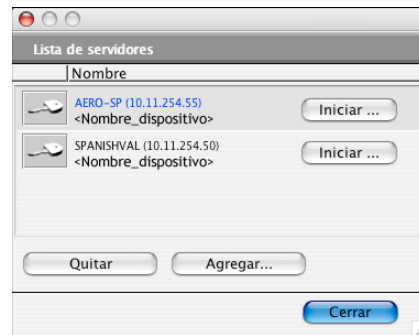 Lista de servidores
Nombre
AERO-SP (10.11.254.55)
<Nombre_dispositivo>
Iniciar ...
SPANISHVAL (10.11.254.50)
<Nombre_dispositivo>
Iniciar ...
Quitar
Agregar...
Cerrar